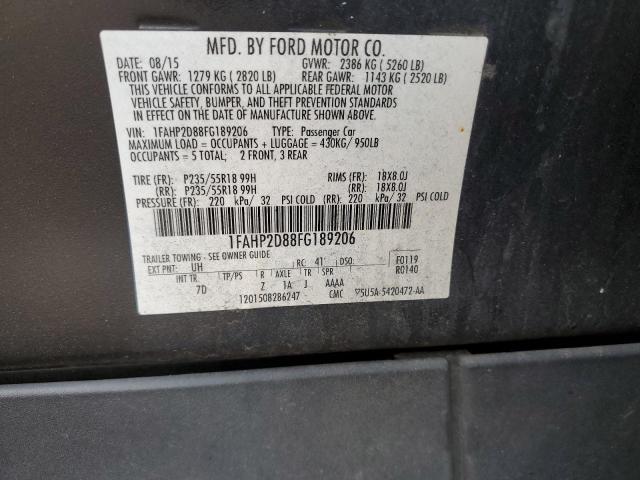 MFD. BY FORD MOTOR CO.
DATE: 08/15 GVWR: 2386 KG ( 5260 LB)
FRONT GAWR: 1279 KG ( 2820 LB) REAR GAWR: 1143 KG ( 2520 LB)
THIS VEHICLE CONFORMS TO ALL APPLICABLE FEDERAL MOTOR
VEHICLE SAFETY, BUMPER, AND THEFT PREVENTION STANDARDS
IN EFFECT ON THE DATE OF MANUFACTURE SHOWN ABOVE.
VIN: 1FAHP2D88FG189206 TYPE: Passenger Car
MAXIMUM LOAD = OCCUPANTS + LUGGAGE = 430KG/ 950LB
OCCUPANTS = 5 TOTAL; 2 FRONT, 3 REAR
TIRE (FR): P235/55R18 99H RIMS (FR): 18X8.0J
(RR): P235/55R18 99H (RR): 18X8.0J
PRESSURE (FR): 220 kPa/ 32 PSI COLD (RR): 220 kPa/ 32 PSI COLD
1FAHP2D88FG189206
TRAILER TOWING - SEE OWNER GUIDE
EXT PNT: UH RC: 41 DSO: F0119
INT TR TP/PS R AXLE TR SPR R0140
7D Z 1A J AAAA
1201508286247 CMC 5U5A-5420472-AA